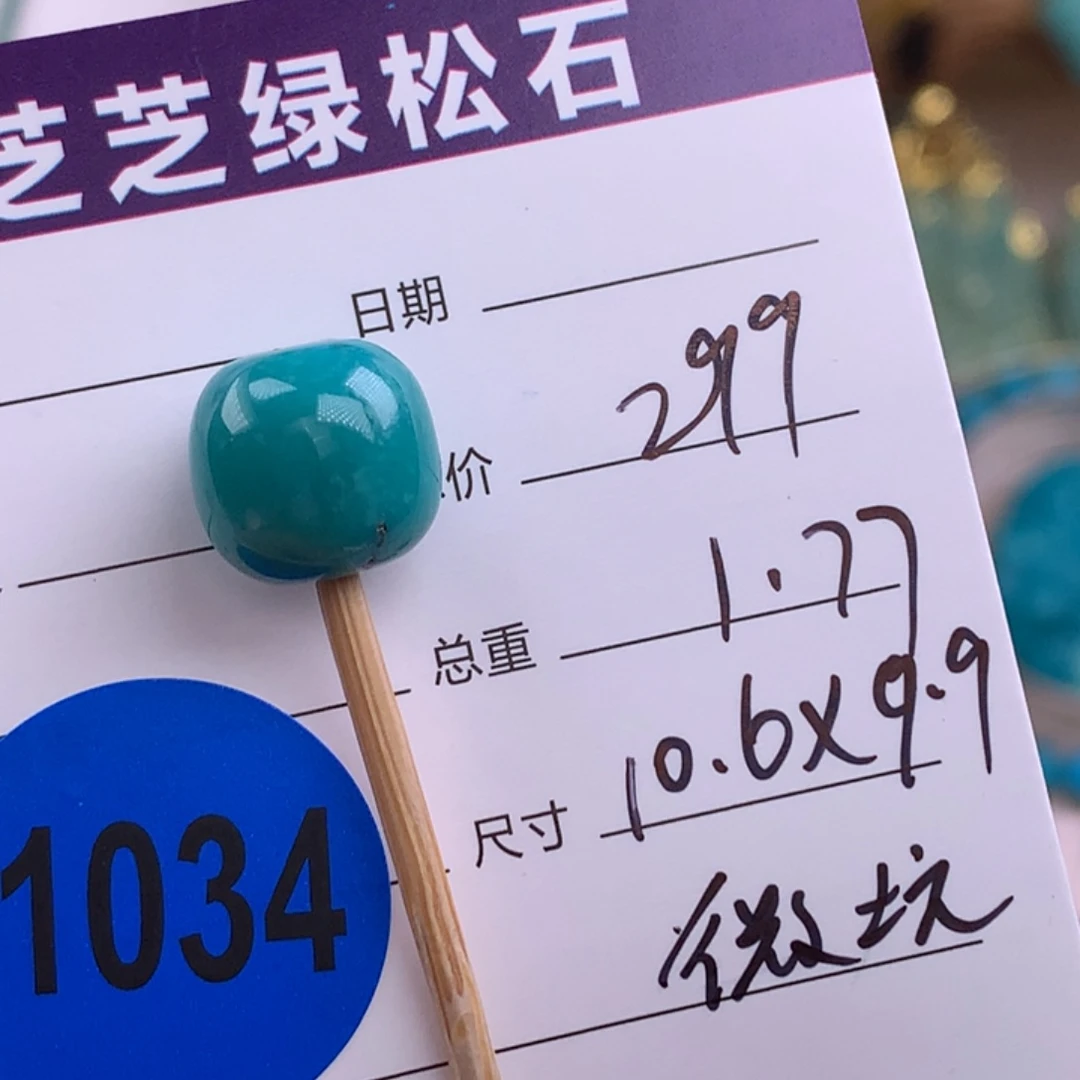 芝芝绿松石
日期
价 299
总重 1.77
尺寸 10.6x9.9
微坑
1034